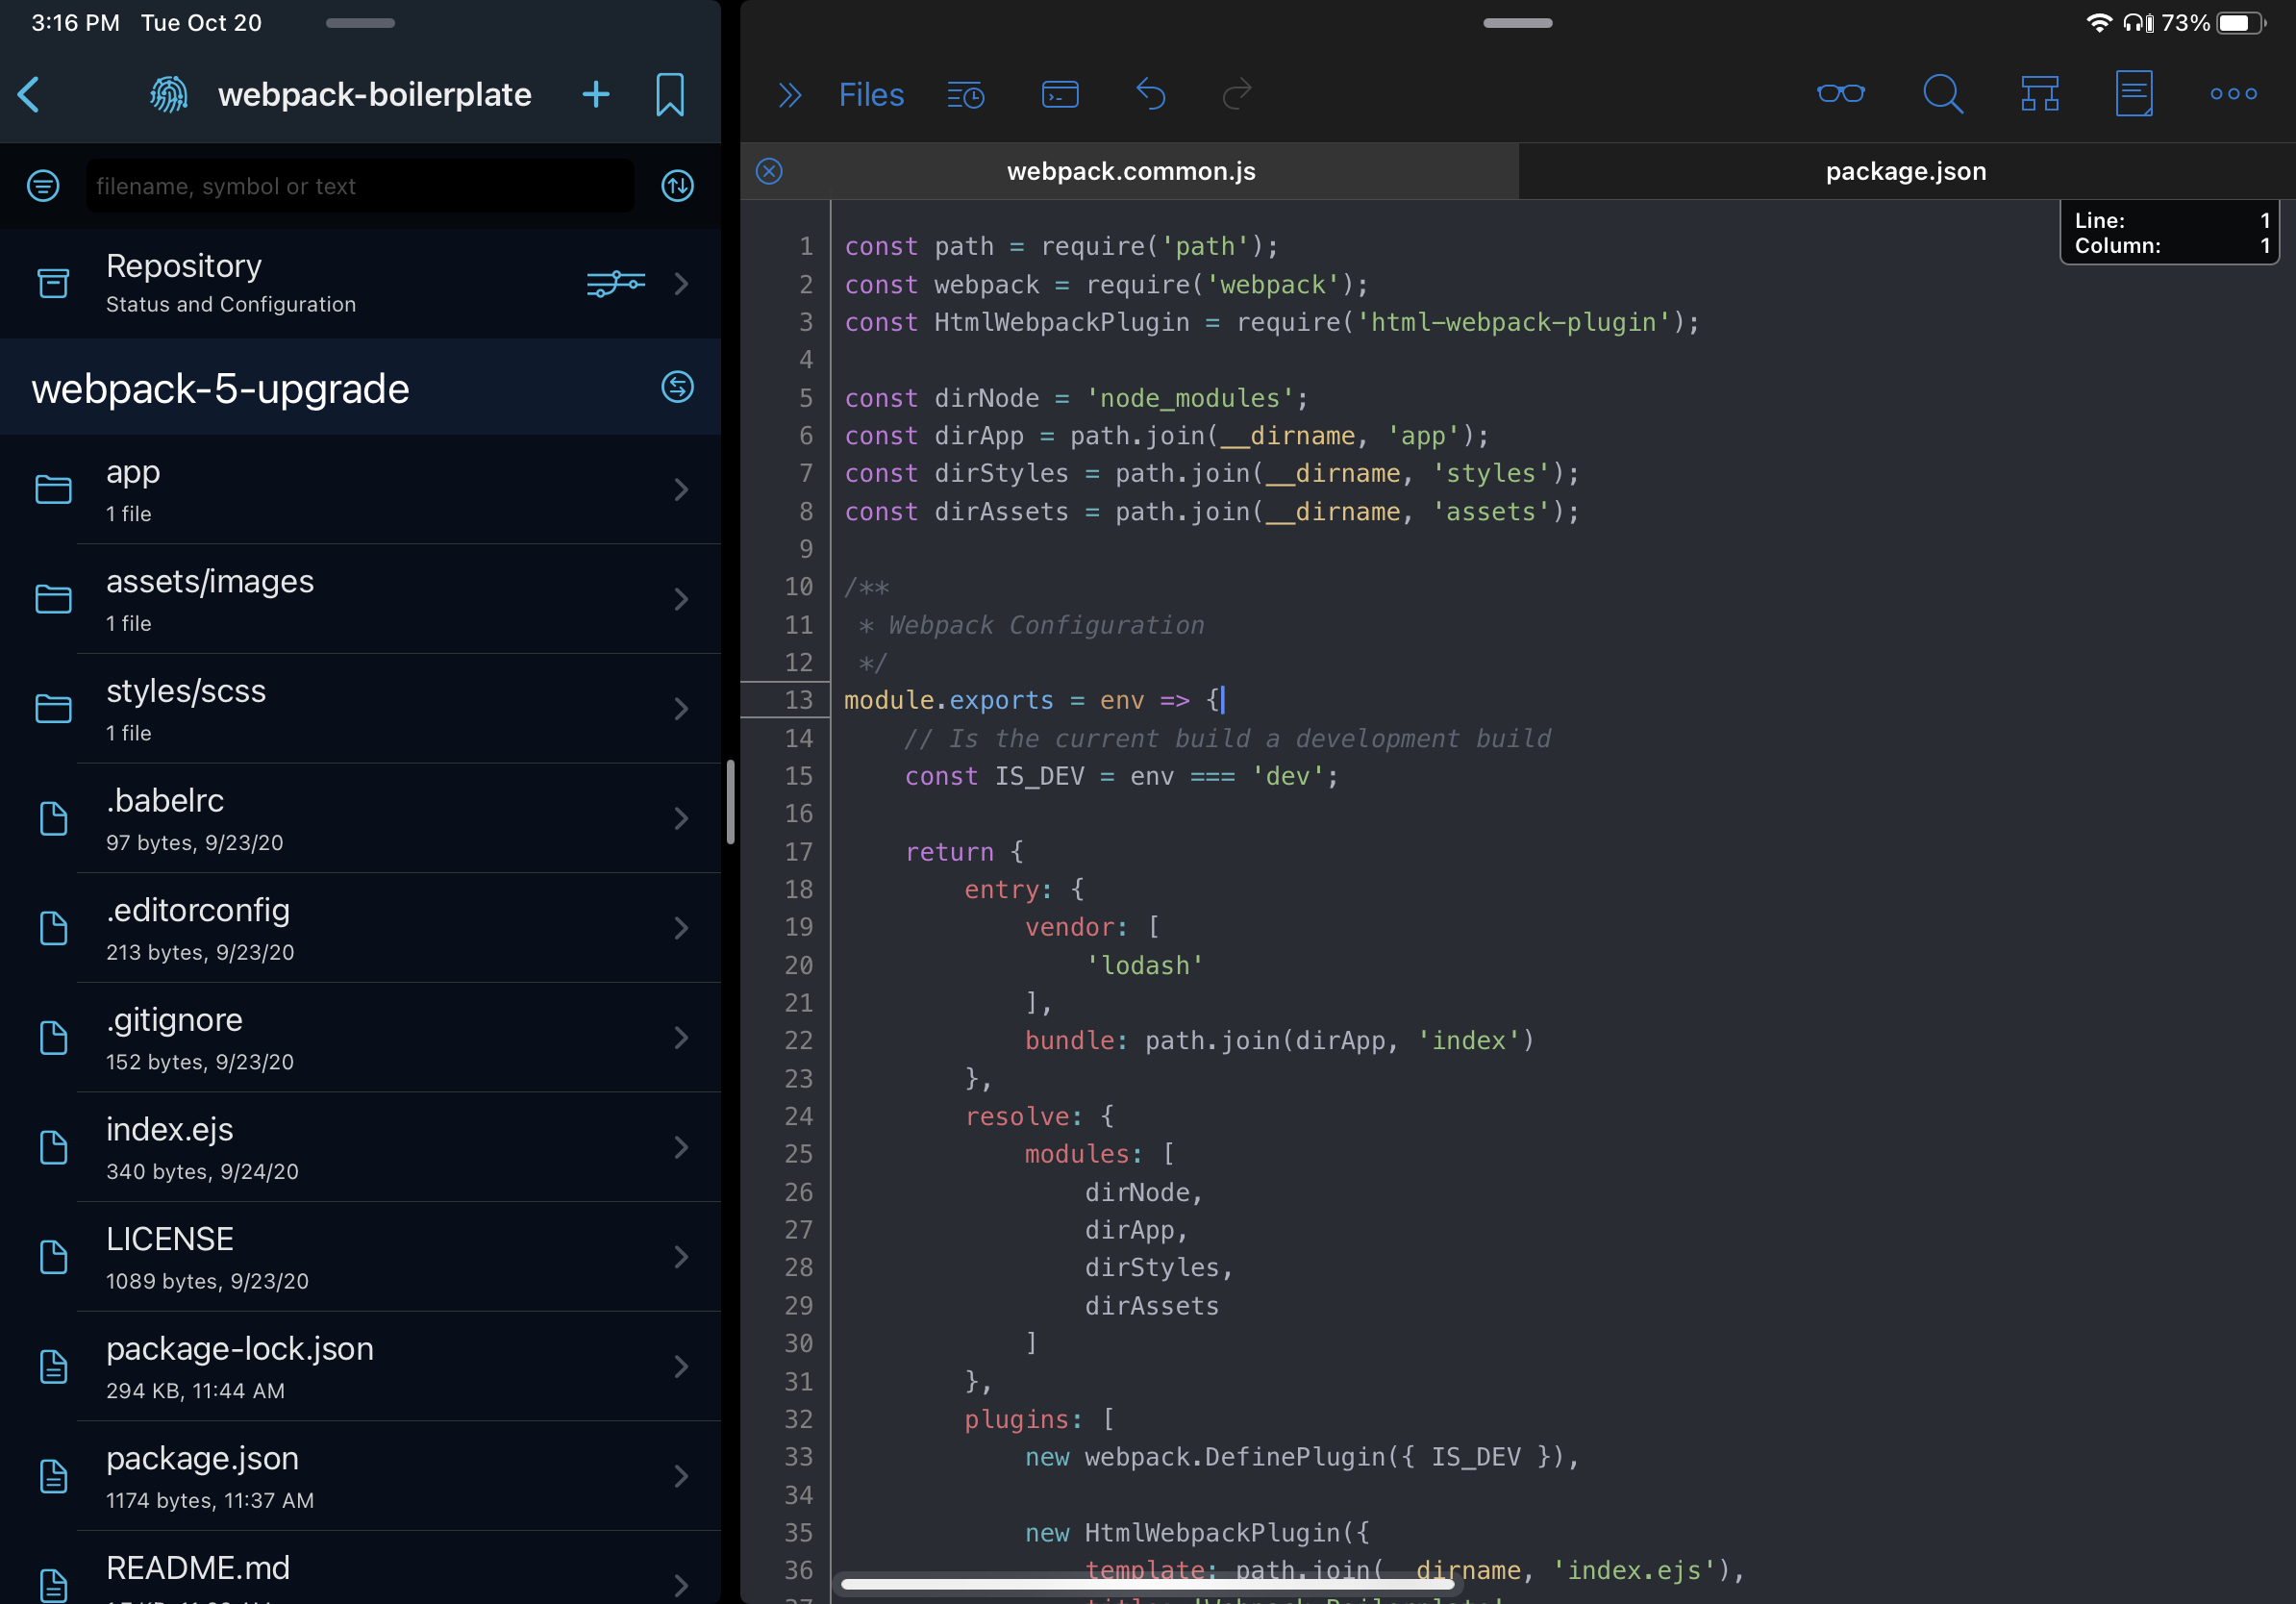 3:16 PM Tue Oct 20
73%
webpack-boilerplate
filename, symbol or text
Repository
Status and Configuration
webpack-5-upgrade
app
1 file
assets/images
1 file
styles/scss
1 file
.babelrc
97 bytes, 9/23/20
.editorconfig
213 bytes, 9/23/20
.gitignore
152 bytes, 9/23/20
index.ejs
340 bytes, 9/24/20
LICENSE
1089 bytes, 9/23/20
package-lock.json
294 KB, 11:44 AM
package.json
1174 bytes, 11:37 AM
README.md
Files
webpack.common.js
package.json
Line: 1
Column: 1
1 const path = require('path');
2 const webpack = require('webpack');
3 const HtmlWebpackPlugin = require('html-webpack-plugin');
4
5 const dirNode = 'node_modules';
6 const dirApp = path.join(__dirname, 'app');
7 const dirStyles = path.join(__dirname, 'styles');
8 const dirAssets = path.join(__dirname, 'assets');
9
10 /**
11  * Webpack Configuration
12  */
13 module.exports = env => {
14     // Is the current build a development build
15     const IS_DEV = env === 'dev';
16
17     return {
18         entry: {
19             vendor: [
20                 'lodash'
21             ],
22             bundle: path.join(dirApp, 'index')
23         },
24         resolve: {
25             modules: [
26                 dirNode,
27                 dirApp,
28                 dirStyles,
29                 dirAssets
30             ]
31         },
32         plugins: [
33             new webpack.DefinePlugin({ IS_DEV }),
34
35             new HtmlWebpackPlugin({
36                 template: path.join(__dirname, 'index.ejs'),